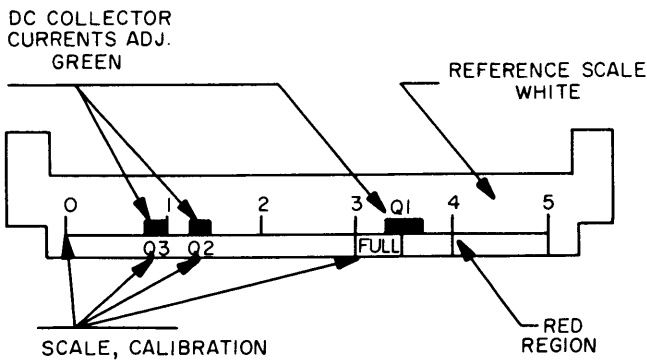 DC COLLECTOR
CURRENTS ADJ.
GREEN
REFERENCE SCALE
WHITE
0 1 2 3 Q1 4 5
Q3 Q2 FULL
SCALE, CALIBRATION
RED
REGION